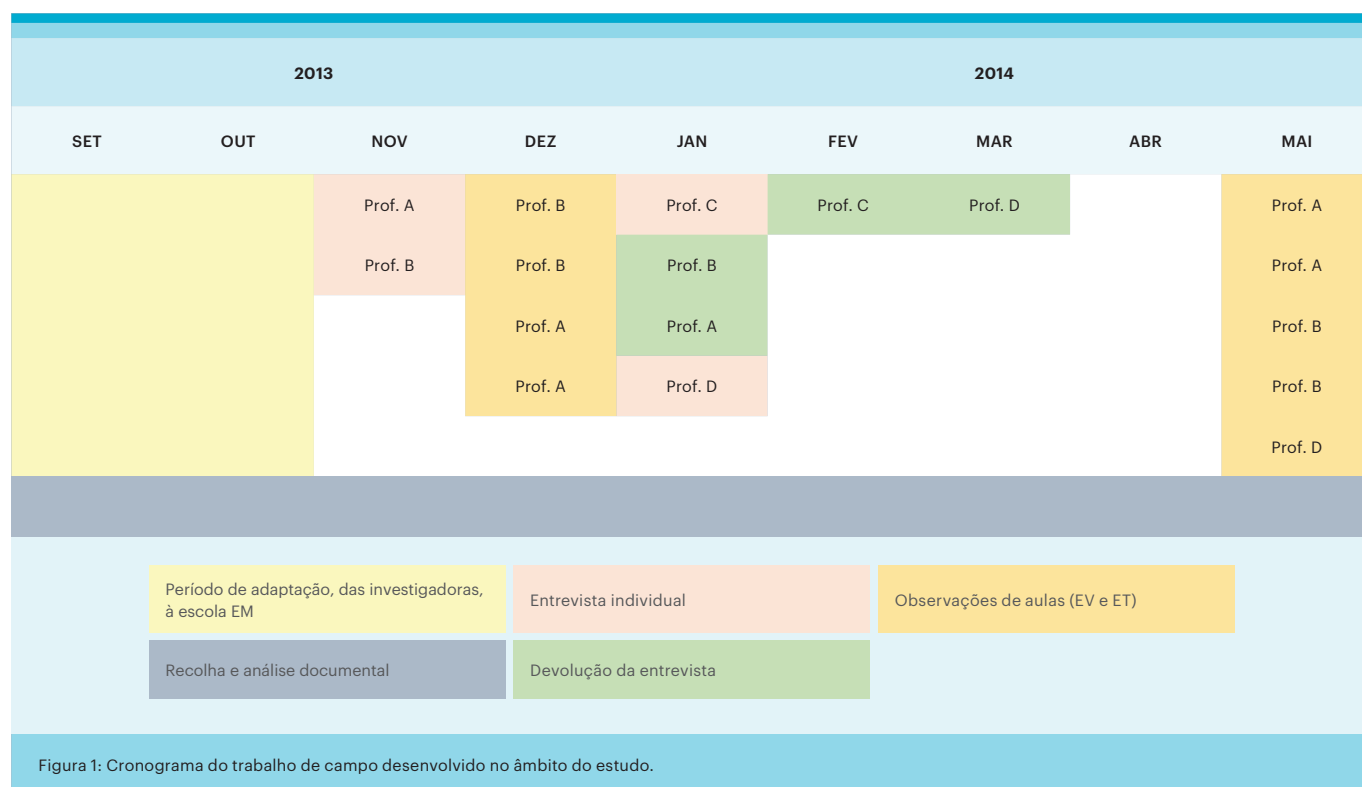 2013 2014
SET OUT NOV DEZ JAN FEV MAR ABR MAI
Prof. A Prof. B Prof. C Prof. C Prof. D Prof. A
Prof. B Prof. B Prof. B Prof. A
Prof. A Prof. A Prof. B
Prof. A Prof. D Prof. B
Prof. D
Período de adaptação, das investigadoras,
à escola EM
Entrevista individual
Observações de aulas (EV e ET)
Recolha e análise documental
Devolução da entrevista
Figura 1: Cronograma do trabalho de campo desenvolvido no âmbito do estudo.